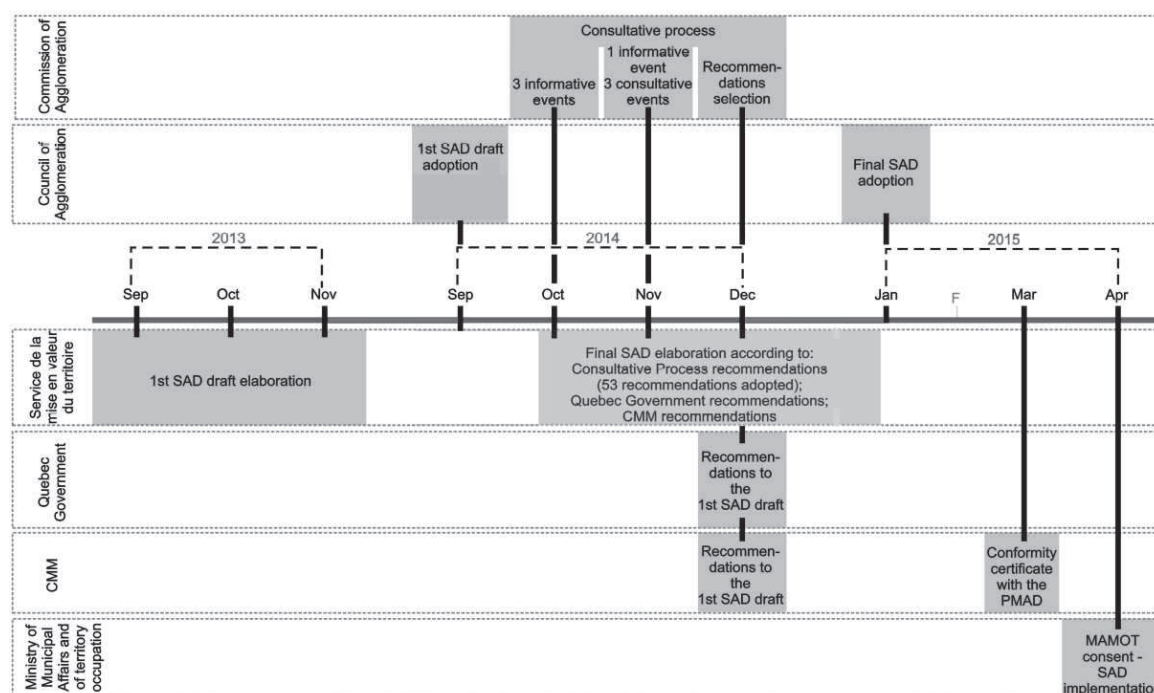 Commission of
Agglomeration
Consultative process
3 informative
events
1 informative
event
3 consultative
events
Recommen-
dations
selection
Council of
Agglomeration
1st SAD draft
adoption
Final SAD
adoption
2013
2014
2015
Sep
Oct
Nov
Sep
Oct
Nov
Dec
Jan
F
Mar
Apr
Service de la
mise en valeur
du territoire
1st SAD draft elaboration
Final SAD elaboration according to:
Consultative Process recommendations
(53 recommendations adopted);
Quebec Government recommendations;
CMM recommendations
Quebec
Government
Recommen-
dations to
the
1st SAD draft
CMM
Recommen-
dations to
the
1st SAD draft
Conformity
certificate
with the
PMAD
Ministry of
Municipal
Affairs and
of territory
occupation
MAMOT
consent -
SAD
implementatio